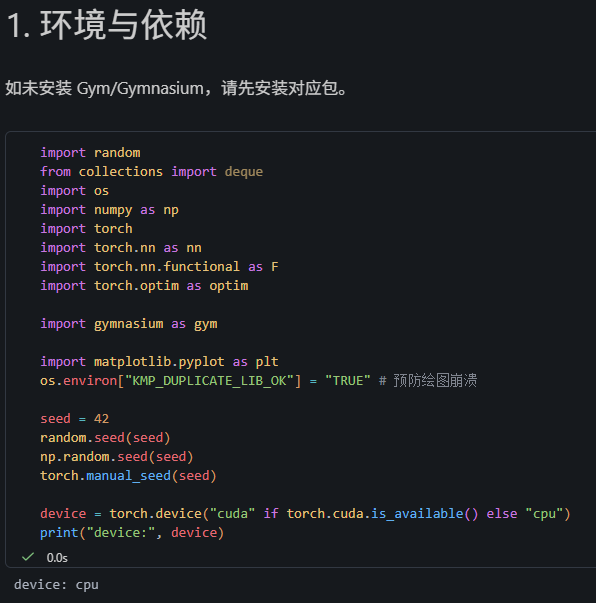 1. 环境与依赖
如未安装 Gym/Gymnasium，请先安装对应包。
import random
from collections import deque
import os
import numpy as np
import torch
import torch.nn as nn
import torch.nn.functional as F
import torch.optim as optim
import gymnasium as gym
import matplotlib.pyplot as plt
os.environ["KMP_DUPLICATE_LIB_OK"] = "TRUE" # 预防绘图崩溃
seed = 42
random.seed(seed)
np.random.seed(seed)
torch.manual_seed(seed)
device = torch.device("cuda" if torch.cuda.is_available() else "cpu")
print("device:", device)
0.0s
device: cpu